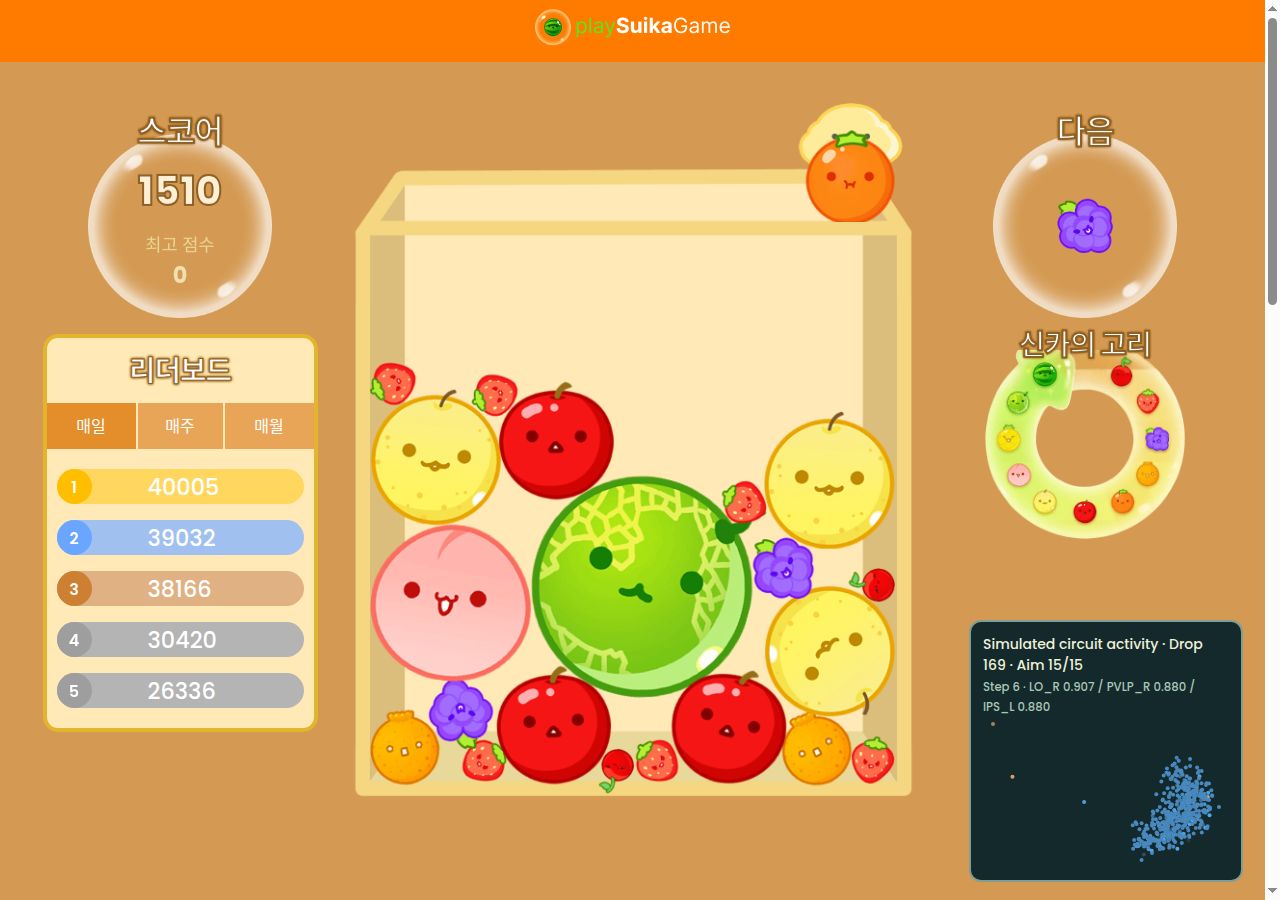 playSuikaGame
스코어
1510
최고 점수
0
다음
리더보드
매일 매주 매월
1 40005
2 39032
3 38166
4 30420
5 26336
신카의 고리
Simulated circuit activity · Drop
169 · Aim 15/15
Step 6 · LO_R 0.907 / PVLP_R 0.880 /
IPS_L 0.880